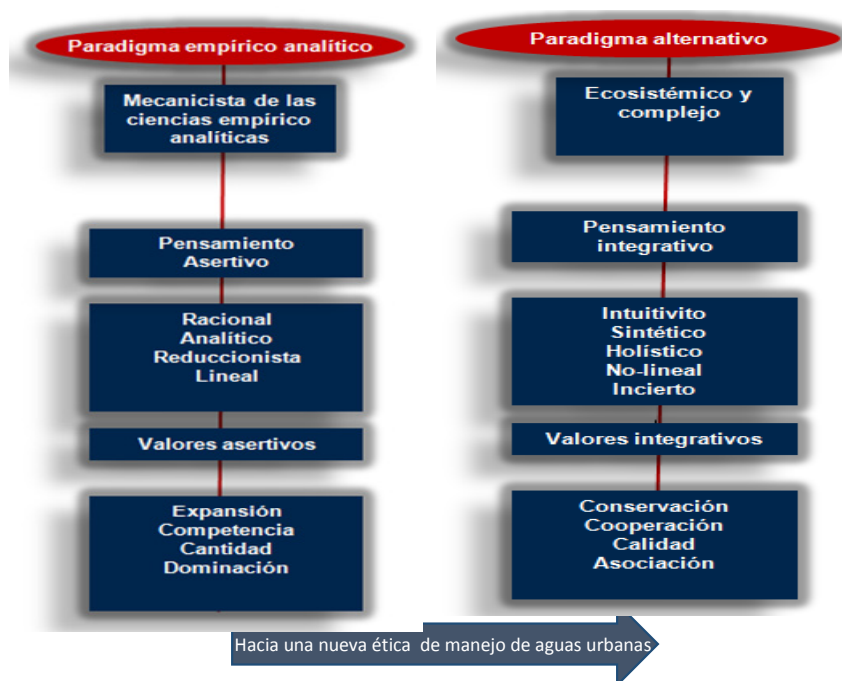 Paradigma empírico analítico
Mecanicista de las
ciencias empírico
analíticas
Pensamiento
Asertivo
Racional
Analítico
Reduccionista
Lineal
Valores asertivos
Expansión
Competencia
Cantidad
Dominación
Paradigma alternativo
Ecosistémico y
complejo
Pensamiento
integrativo
Intuitivito
Sintético
Holístico
No-lineal
Incierto
Valores integrativos
Conservación
Cooperación
Calidad
Asociación
Hacia una nueva ética de manejo de aguas urbanas